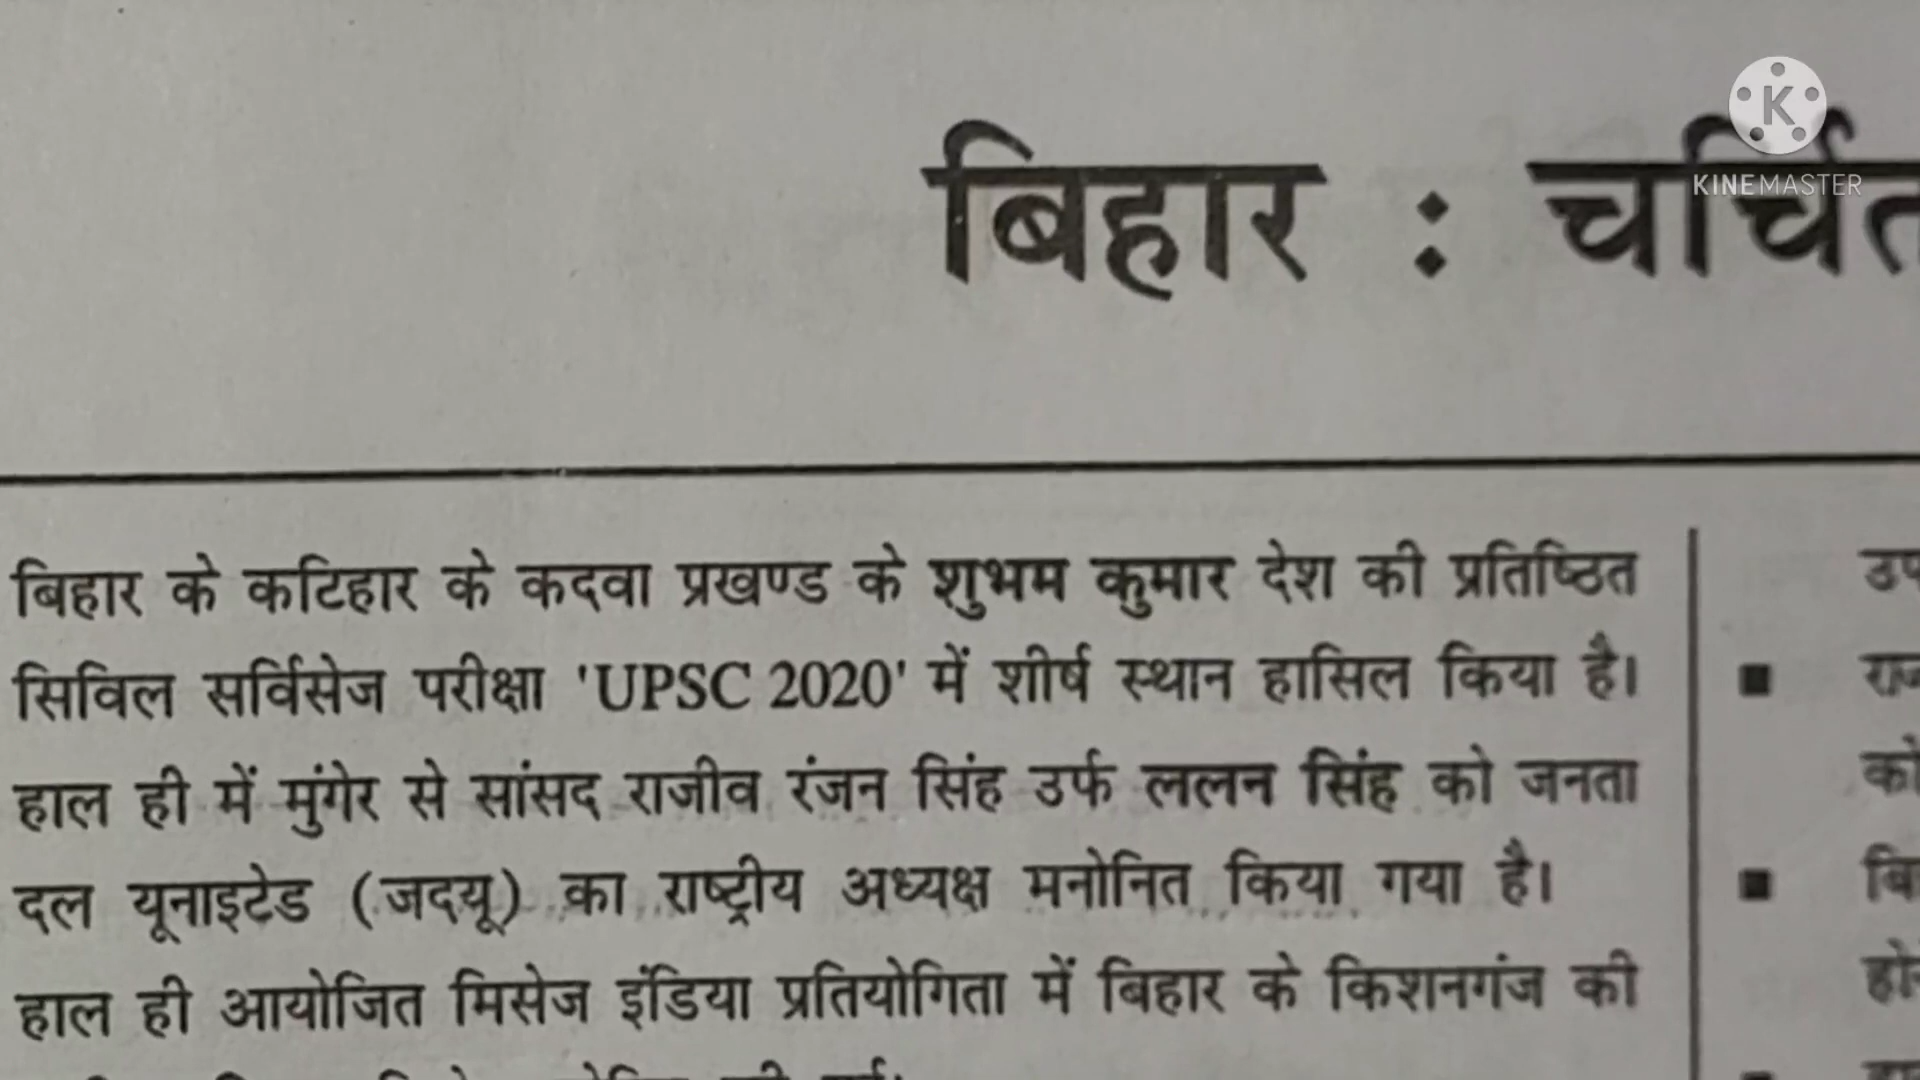 बिहार : चर्चित
KINEMASTER
बिहार के कटिहार के कदवा प्रखण्ड के शुभम कुमार देश की प्रतिष्ठित
सिविल सर्विसेज परीक्षा 'UPSC 2020' में शीर्ष स्थान हासिल किया है।
हाल ही में मुंगेर से सांसद राजीव रंजन सिंह उर्फ ललन सिंह को जनता
दल यूनाइटेड (जदयू) का राष्ट्रीय अध्यक्ष मनोनित किया गया है।
हाल ही आयोजित मिसेज इंडिया प्रतियोगिता में बिहार के किशनगंज की